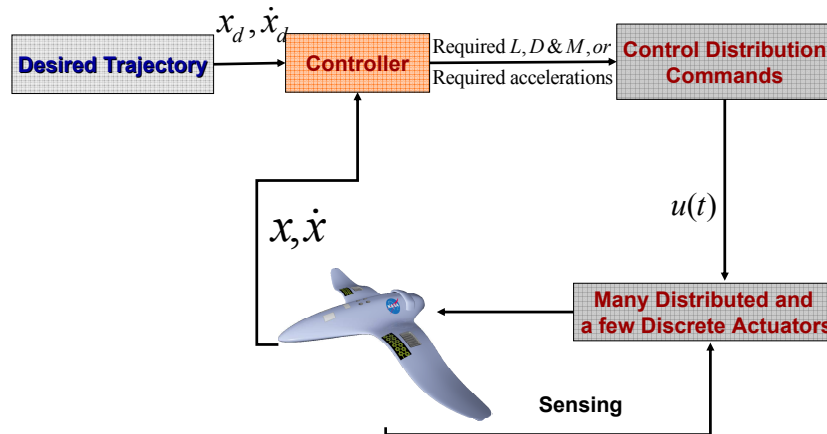 x_d, ẋ_d
Desired Trajectory
Controller
Required L, D & M, or
Required accelerations
Control Distribution
Commands
u(t)
x, ẋ
NASA
Many Distributed and
a few Discrete Actuators
Sensing